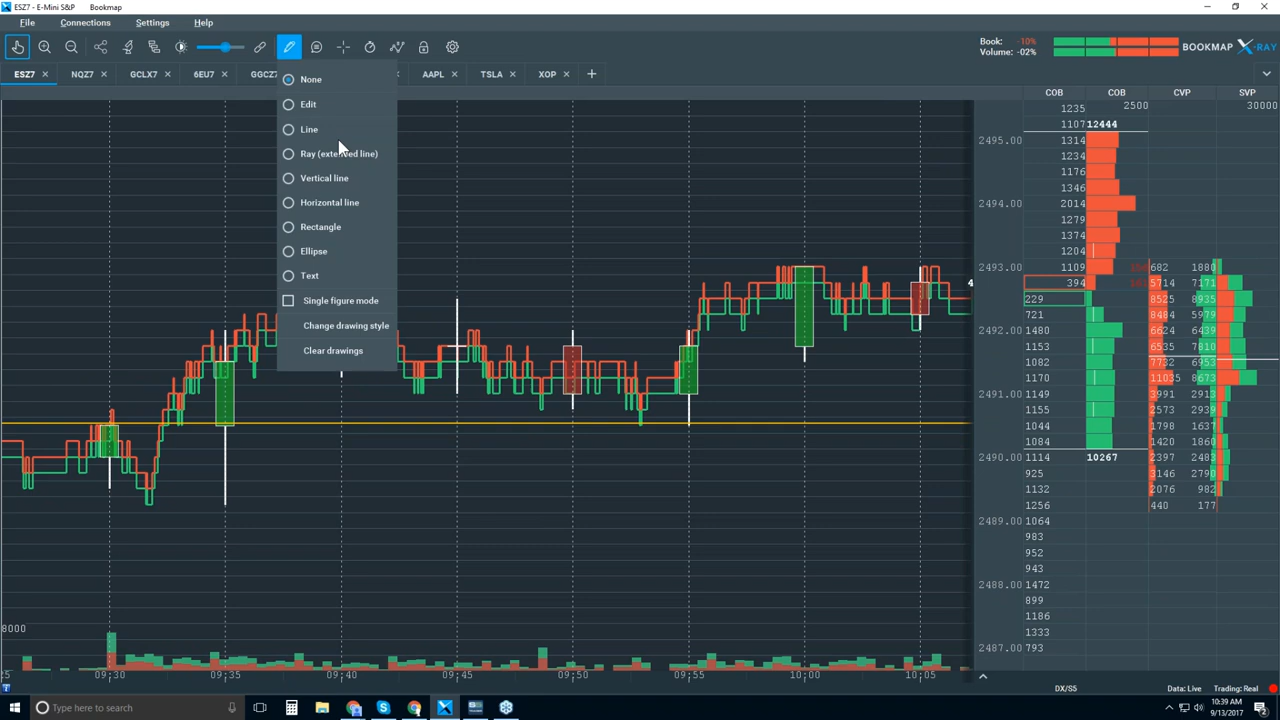 ESZ7 - E-Mini S&P Bookmap
File Connections Settings Help
Book: -10%
Volume: -02%
BOOKMAP X-RAY
ESZ7 NQZ7 GCLX7 6EU7 GGCZ AAPL TSLA XOP
None
Edit
Line
Ray (extended line)
Vertical line
Horizontal line
Rectangle
Ellipse
Text
Single figure mode
Change drawing style
Clear drawings
COB COB CVP SVP
1235 2500 30000
1107 12444
2495.00 1314
1234
1176
1346
2494.00 2014
1279
1374
1204
2493.00 1109 682 1880
394 5714 7171
229 8525 8935
721 8484 5979
2492.00 1480 6624 6439
1153 6535 7810
1082 7732 6953
1170 11035 8673
2491.00 1149 3991 2913
1155 2573 2939
1044 1798 1637
1084 1420 1860
2490.00 1114 10267 2397 2483
925 3146 2790
1132 2076 982
1256 440 177
2489.00 1064
983
952
943
2488.00 1472
899
1186
1333
2487.00 793
8000
09:30 09:35 09:40 09:45 09:50 09:55 10:00 10:05
DX/S5 Data: Live Trading: Real
Type here to search
10:39 AM
9/13/2017